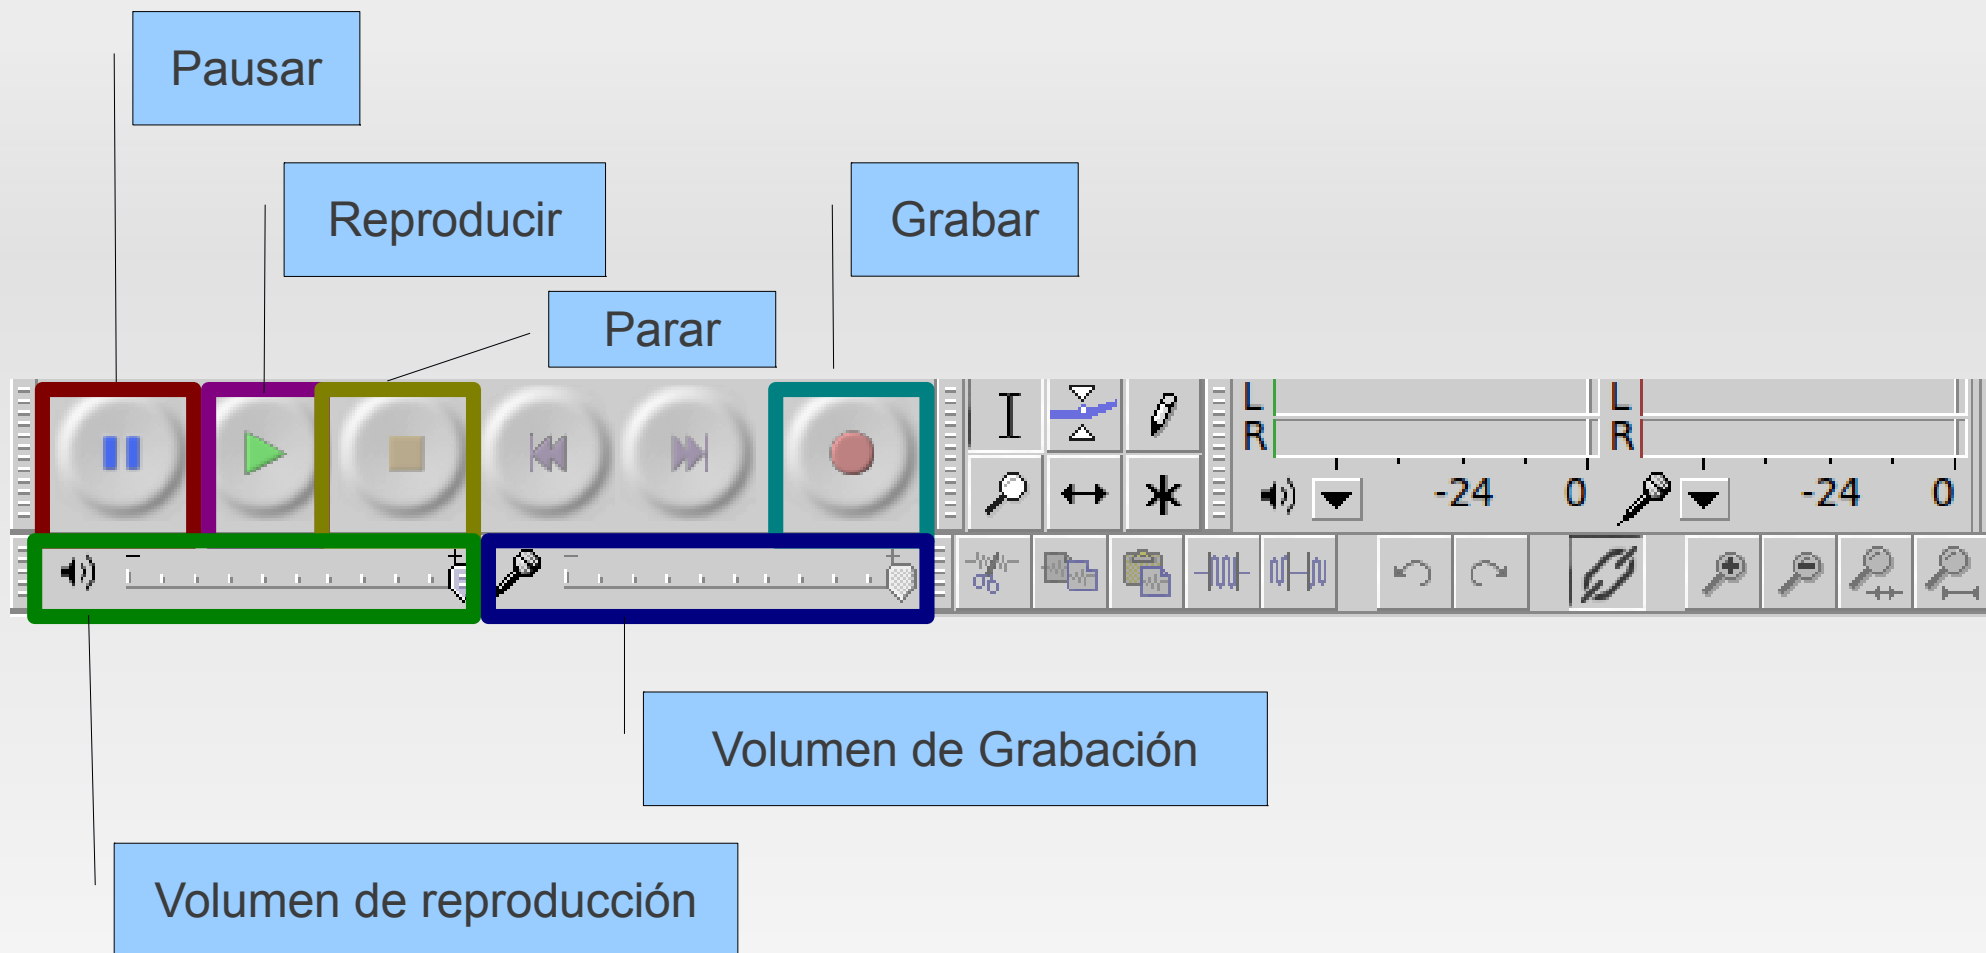 Pausar
Reproducir
Grabar
Parar
L
R
-24 0
L
R
-24 0
- +
- +
Volumen de Grabación
Volumen de reproducción